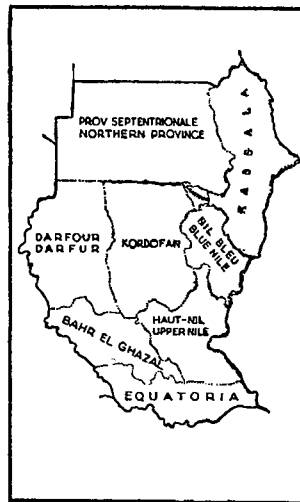 PROV SEPTENTRIONALE
NORTHERN PROVINCE
KASSALA
DARFOUR
DARFUR
KORDOFAN
NIL BLEU
BLUE NILE
HAUT-NIL
UPPER NILE
BAHR EL GHAZAL
EQUATORIA